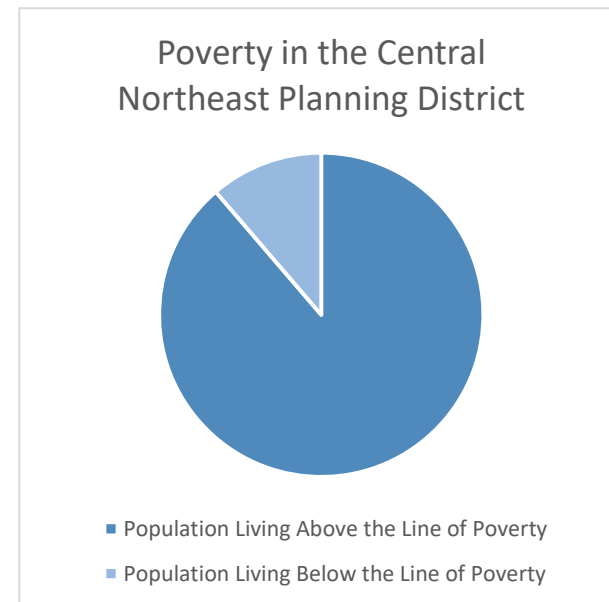 Poverty in the Central
Northeast Planning District
Population Living Above the Line of Poverty
Population Living Below the Line of Poverty